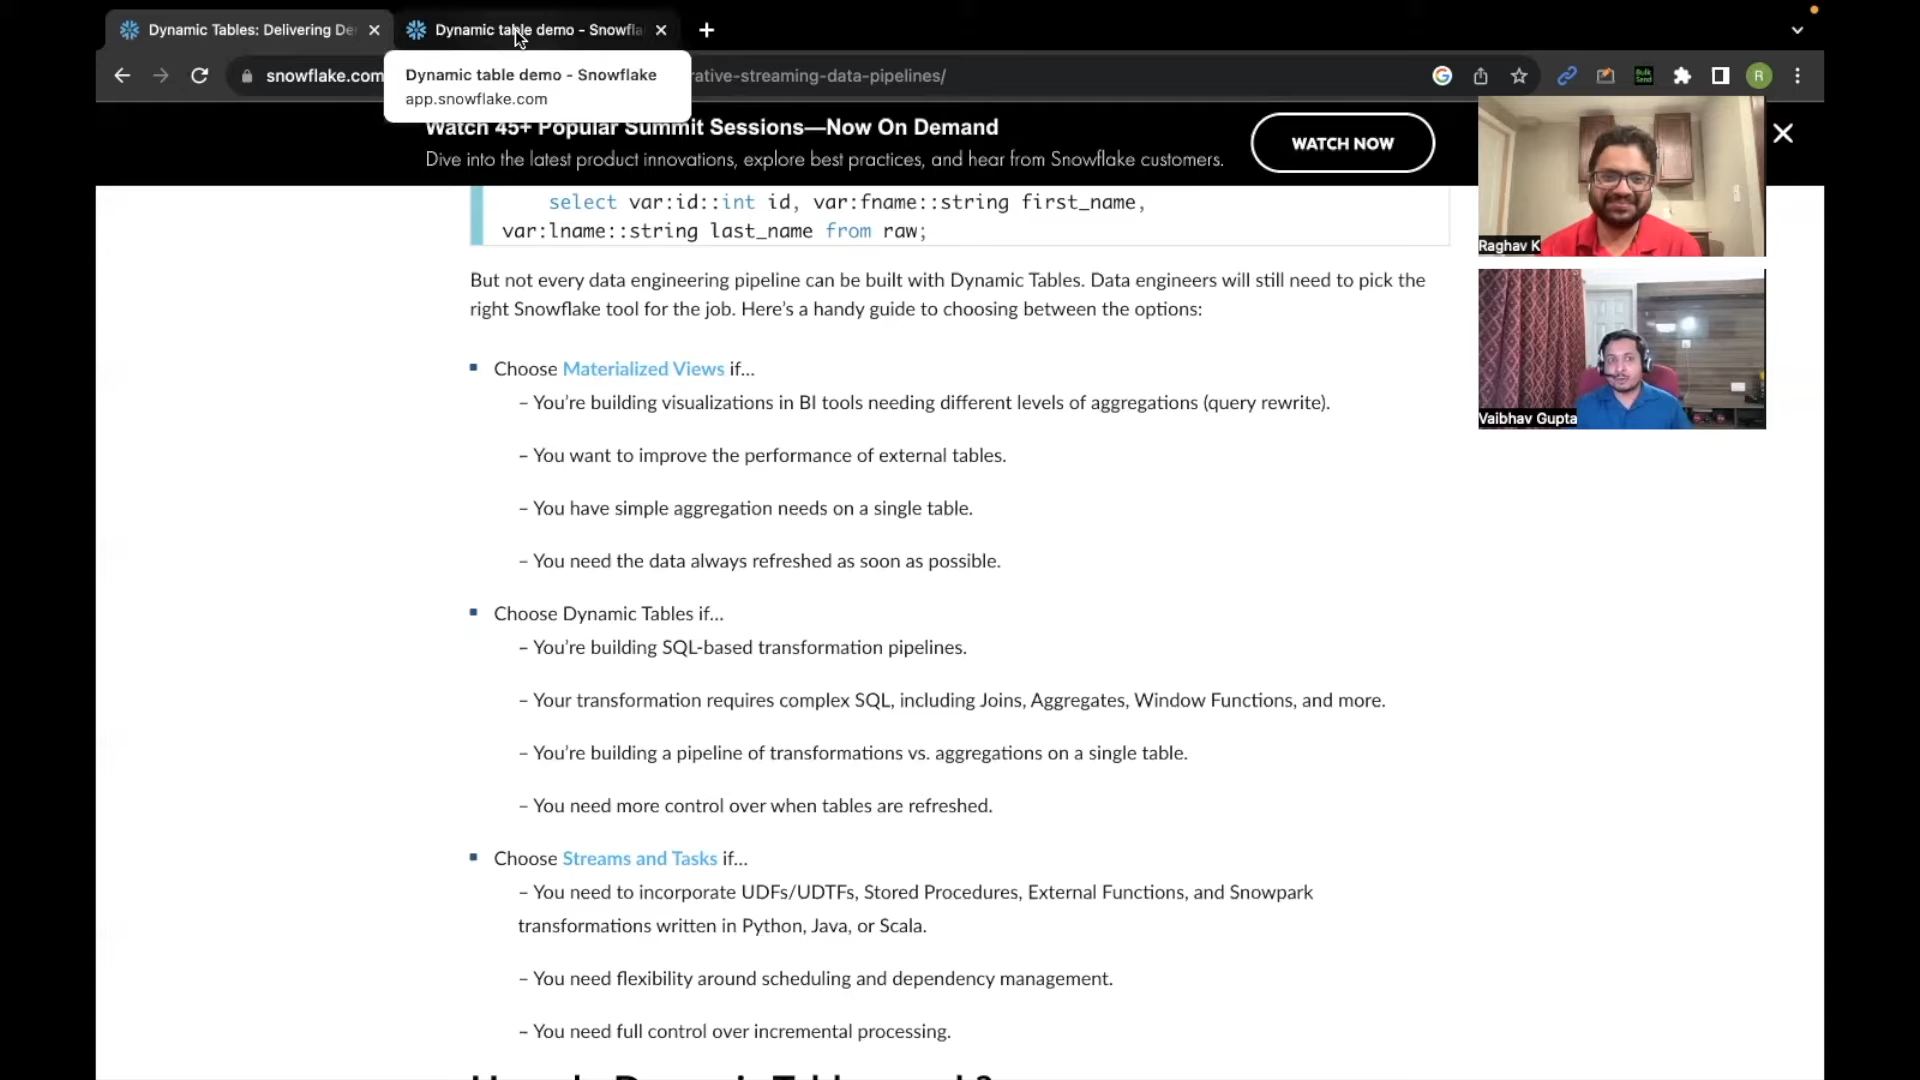 Dynamic Tables: Delivering De
Dynamic table demo - Snowfla
snowflake.com
rative-streaming-data-pipelines/
R
Dynamic table demo - Snowflake
app.snowflake.com
Watch 45+ Popular Summit Sessions—Now On Demand
Dive into the latest product innovations, explore best practices, and hear from Snowflake customers.
WATCH NOW
select var:id::int id, var:fname::string first_name,
var:lname::string last_name from raw;
Raghav K
Vaibhav Gupta
But not every data engineering pipeline can be built with Dynamic Tables. Data engineers will still need to pick the
right Snowflake tool for the job. Here’s a handy guide to choosing between the options:
Choose Materialized Views if…
– You’re building visualizations in BI tools needing different levels of aggregations (query rewrite).
– You want to improve the performance of external tables.
– You have simple aggregation needs on a single table.
– You need the data always refreshed as soon as possible.
Choose Dynamic Tables if…
– You’re building SQL-based transformation pipelines.
– Your transformation requires complex SQL, including Joins, Aggregates, Window Functions, and more.
– You’re building a pipeline of transformations vs. aggregations on a single table.
– You need more control over when tables are refreshed.
Choose Streams and Tasks if…
– You need to incorporate UDFs/UDTFs, Stored Procedures, External Functions, and Snowpark
transformations written in Python, Java, or Scala.
– You need flexibility around scheduling and dependency management.
– You need full control over incremental processing.